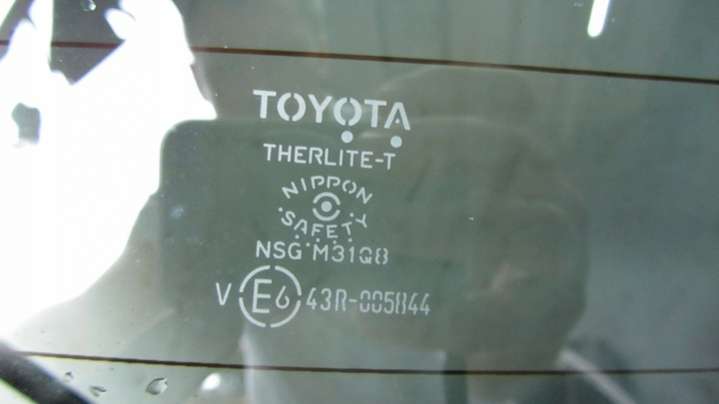 TOYOTA
THERLITE-T
NIPPON
SAFETY
NSG M31Q8
V E6 43R-005844